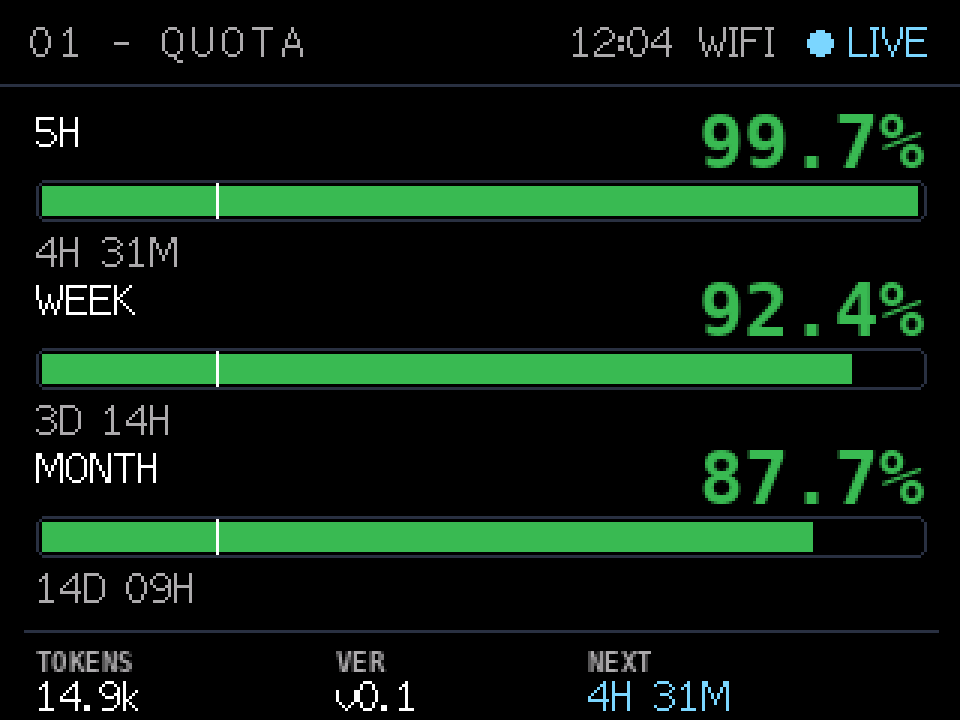 01 - QUOTA 12:04 WIFI LIVE
5H 99.7%
4H 31M
WEEK 92.4%
3D 14H
MONTH 87.7%
14D 09H
TOKENS VER NEXT
14.9k v0.1 4H 31M